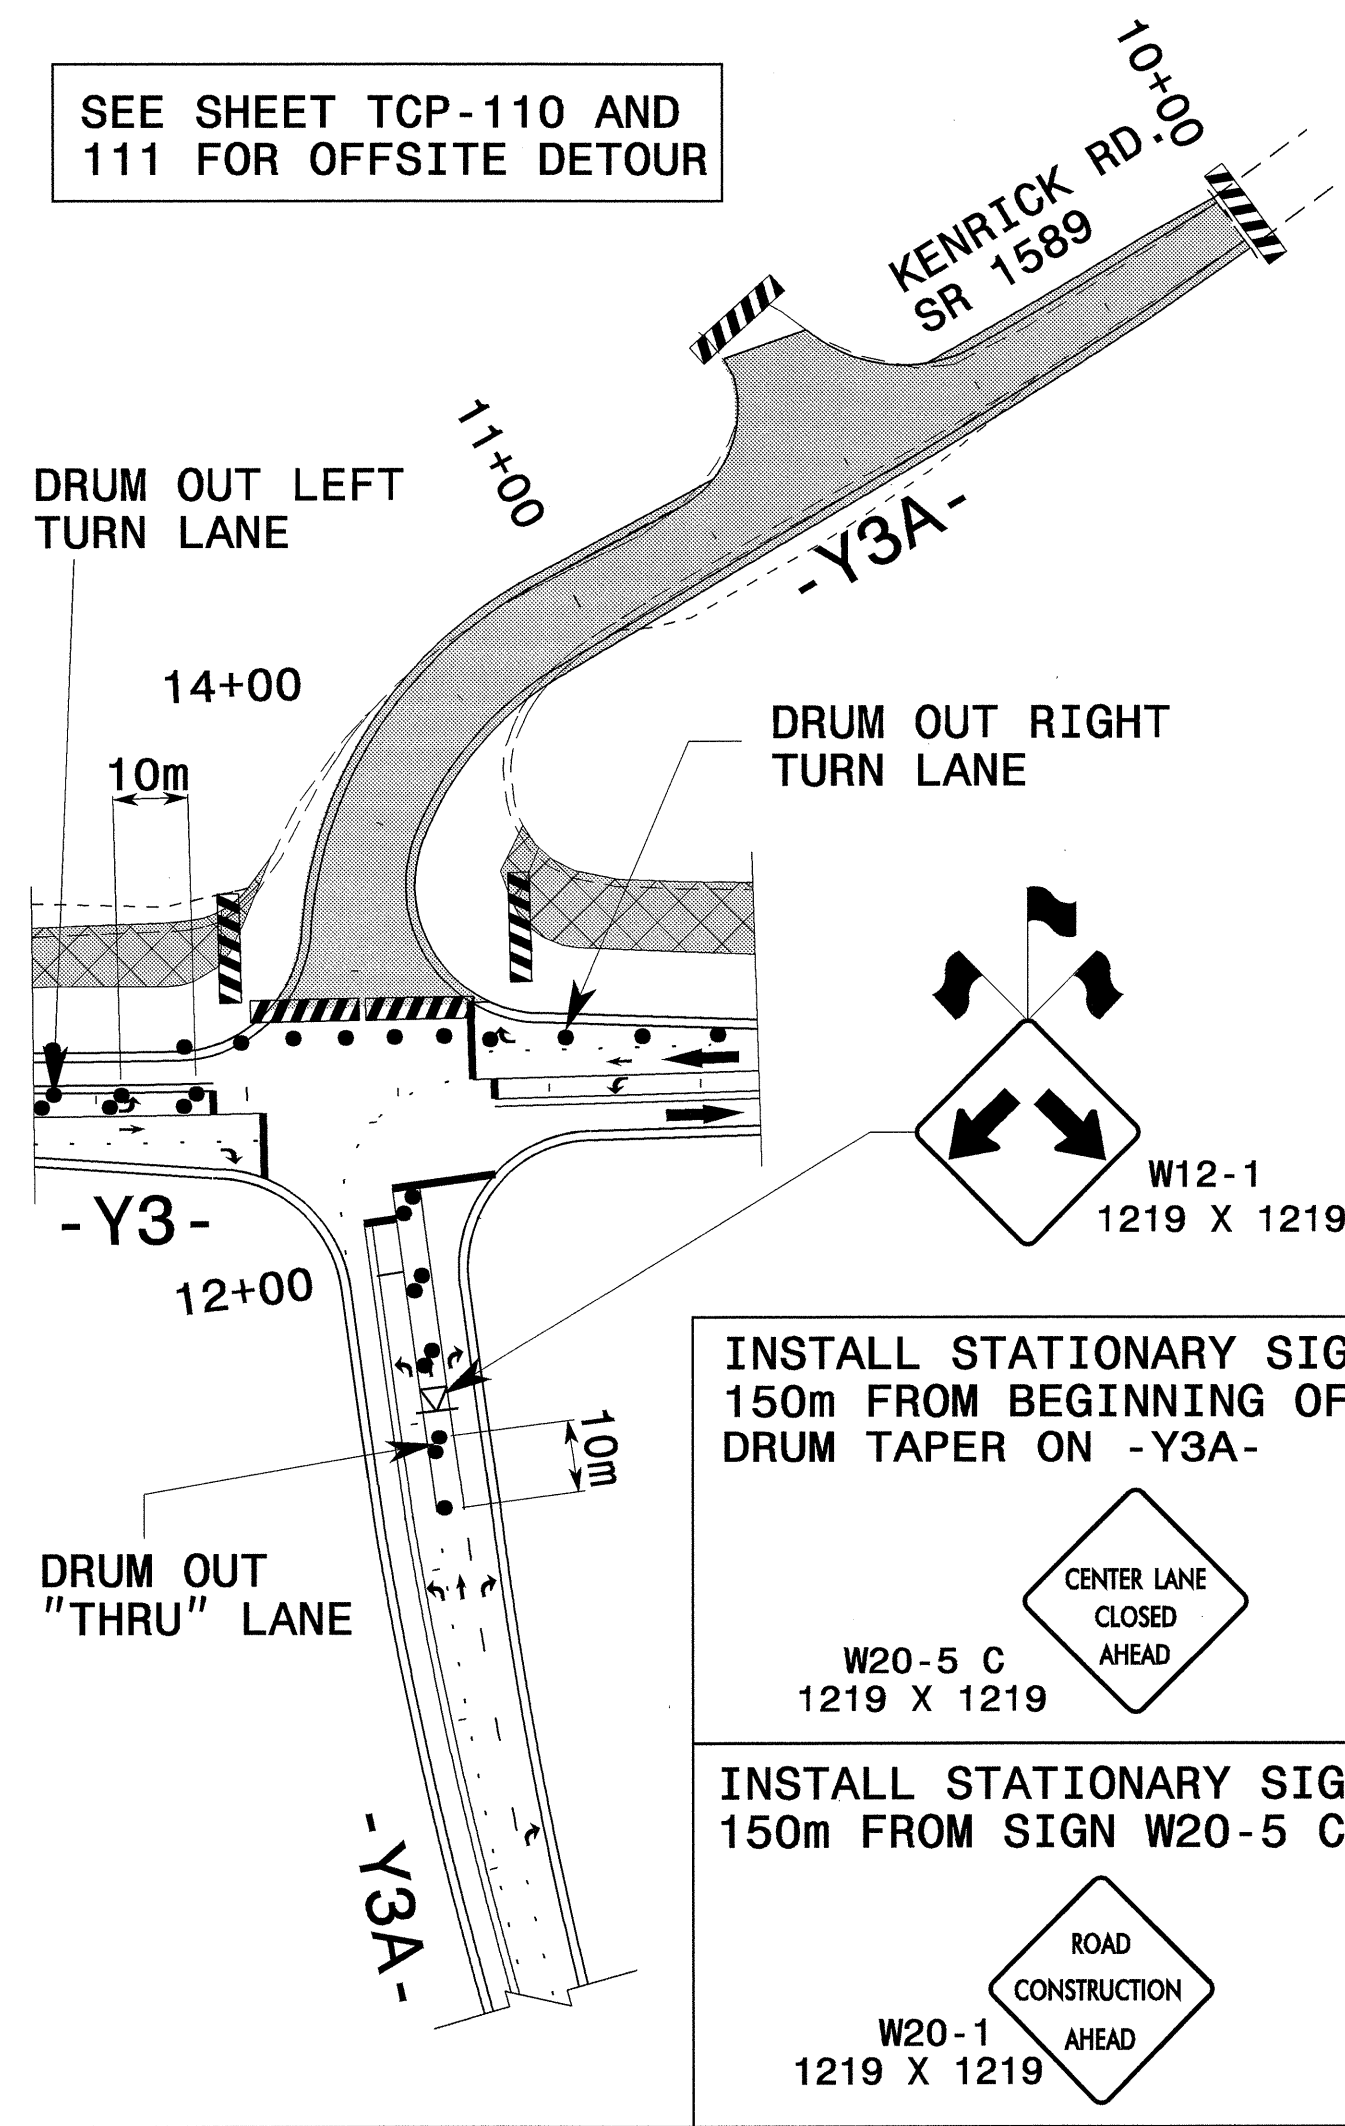 SEE SHEET TCP-110 AND
111 FOR OFFSITE DETOUR
10+00
KENRICK RD.
SR 1589
11+00
DRUM OUT LEFT
TURN LANE
-Y3A-
14+00
DRUM OUT RIGHT
TURN LANE
10m
W12-1
1219 X 1219
-Y3-
12+00
INSTALL STATIONARY SIG
150m FROM BEGINNING OF
DRUM TAPER ON -Y3A-
10m
CENTER LANE
CLOSED
AHEAD
DRUM OUT
"THRU" LANE
W20-5 C
1219 X 1219
INSTALL STATIONARY SIG
150m FROM SIGN W20-5 C
-Y3A-
ROAD
CONSTRUCTION
AHEAD
W20-1
1219 X 1219